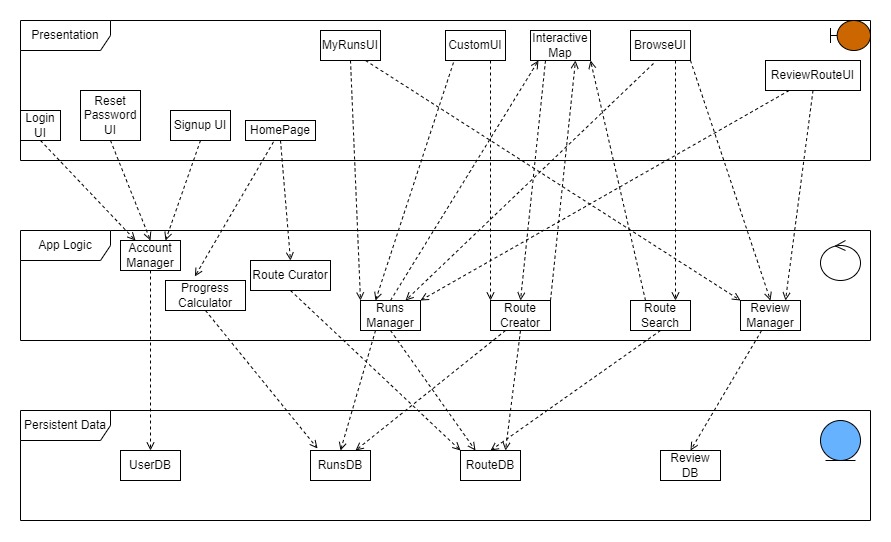 Presentation
MyRunsUI
CustomUI
Interactive
Map
BrowseUI
ReviewRouteUI
Login
UI
Reset
Password
UI
Signup UI
HomePage
App Logic
Account
Manager
Progress
Calculator
Route Curator
Runs
Manager
Route
Creator
Route
Search
Review
Manager
Persistent Data
UserDB
RunsDB
RouteDB
Review
DB